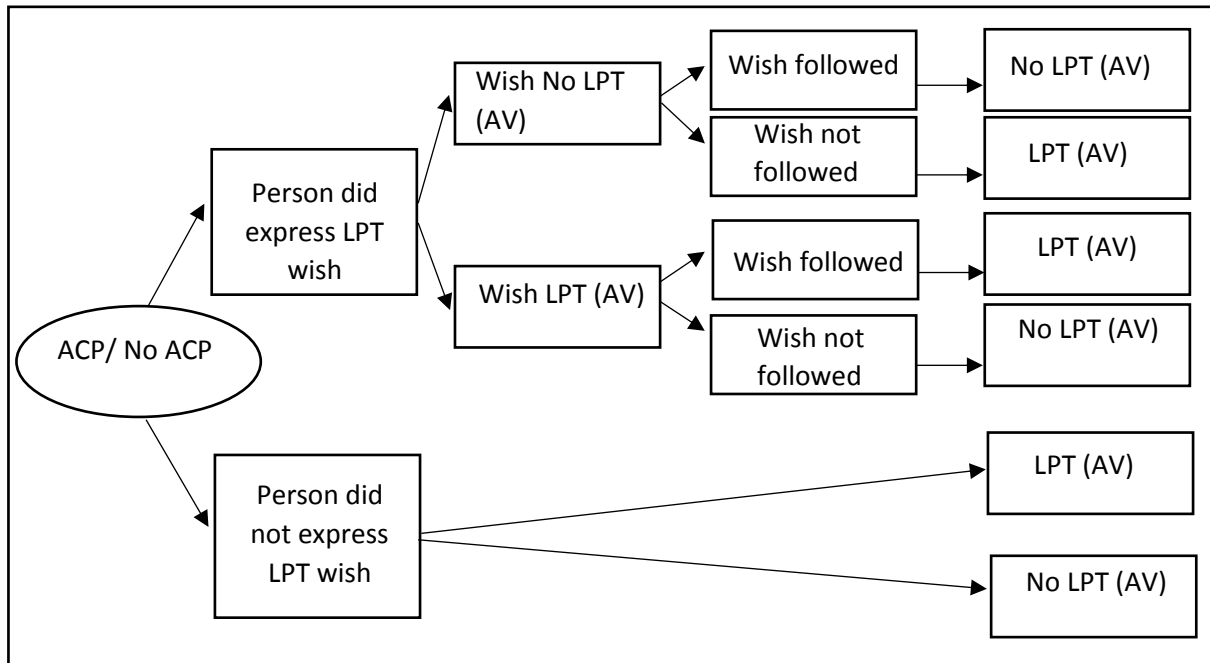 Wish followed
No LPT (AV)
Wish No LPT
(AV)
Wish not
followed
LPT (AV)
Person did
express LPT
wish
Wish followed
LPT (AV)
Wish LPT (AV)
Wish not
followed
No LPT (AV)
ACP/ No ACP
LPT (AV)
Person did
not express
LPT wish
No LPT (AV)